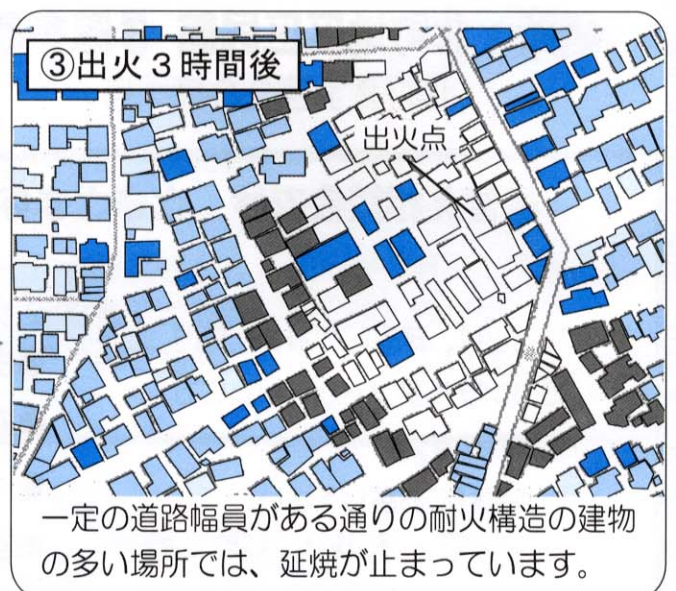 ③出火3時間後
出火点
一定の道路幅員がある通りの耐火構造の建物
の多い場所では、延焼が止まっています。